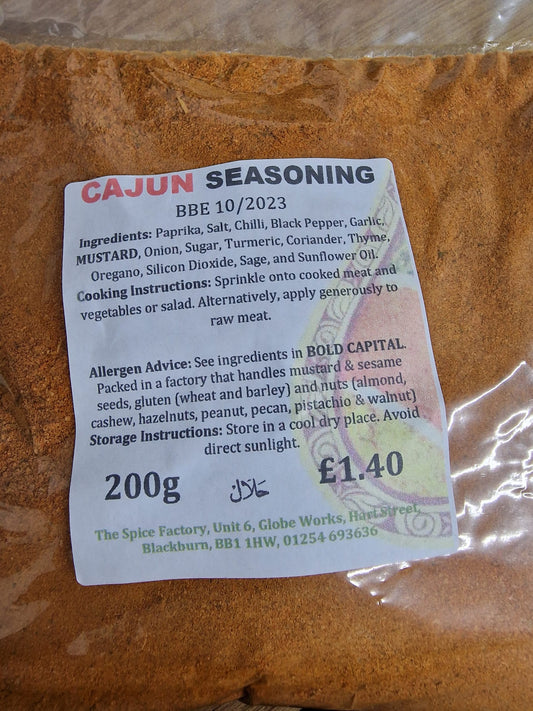 CAJUN SEASONING
BBE 10/2023
Ingredients: Paprika, Salt, Chilli, Black Pepper, Garlic,
MUSTARD, Onion, Sugar, Turmeric, Coriander, Thyme,
Oregano, Silicon Dioxide, Sage, and Sunflower Oil.
Cooking Instructions: Sprinkle onto cooked meat and
vegetables or salad. Alternatively, apply generously to
raw meat.
Allergen Advice: See ingredients in BOLD CAPITAL.
Packed in a factory that handles mustard & sesame
seeds, gluten (wheat and barley) and nuts (almond,
cashew, hazelnuts, peanut, pecan, pistachio & walnut)
Storage Instructions: Store in a cool dry place. Avoid
direct sunlight.
200g حلال £1.40
The Spice Factory, Unit 6, Globe Works, Hart Street,
Blackburn, BB1 1HW, 01254 693636